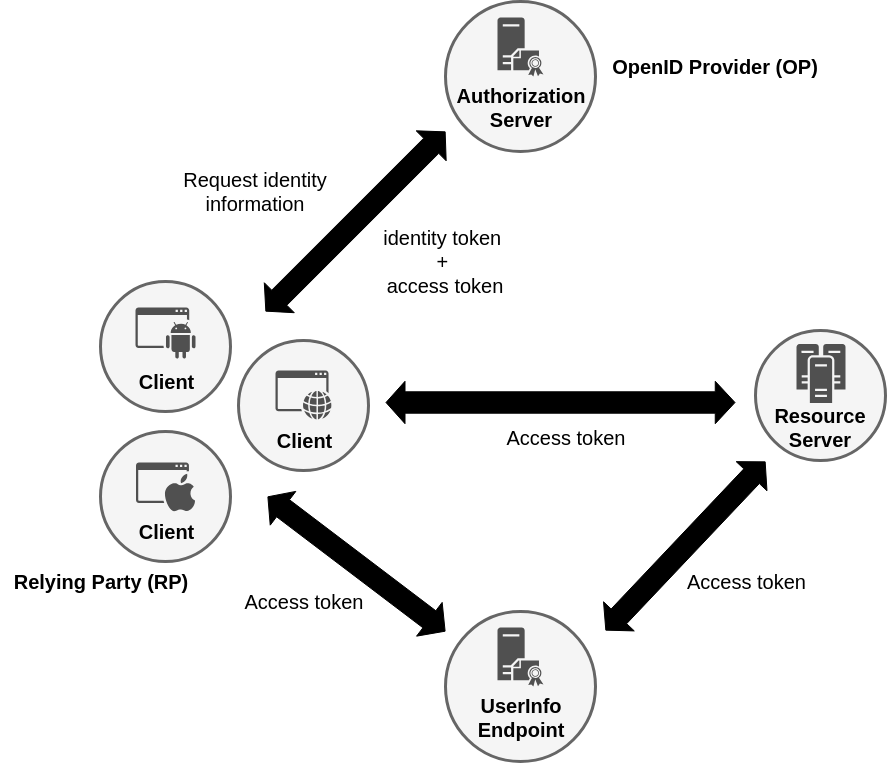 Authorization
Server
OpenID Provider (OP)
Request identity
information
identity token
+
access token
Client
Client
Client
Relying Party (RP)
Access token
Resource
Server
Access token
Access token
UserInfo
Endpoint